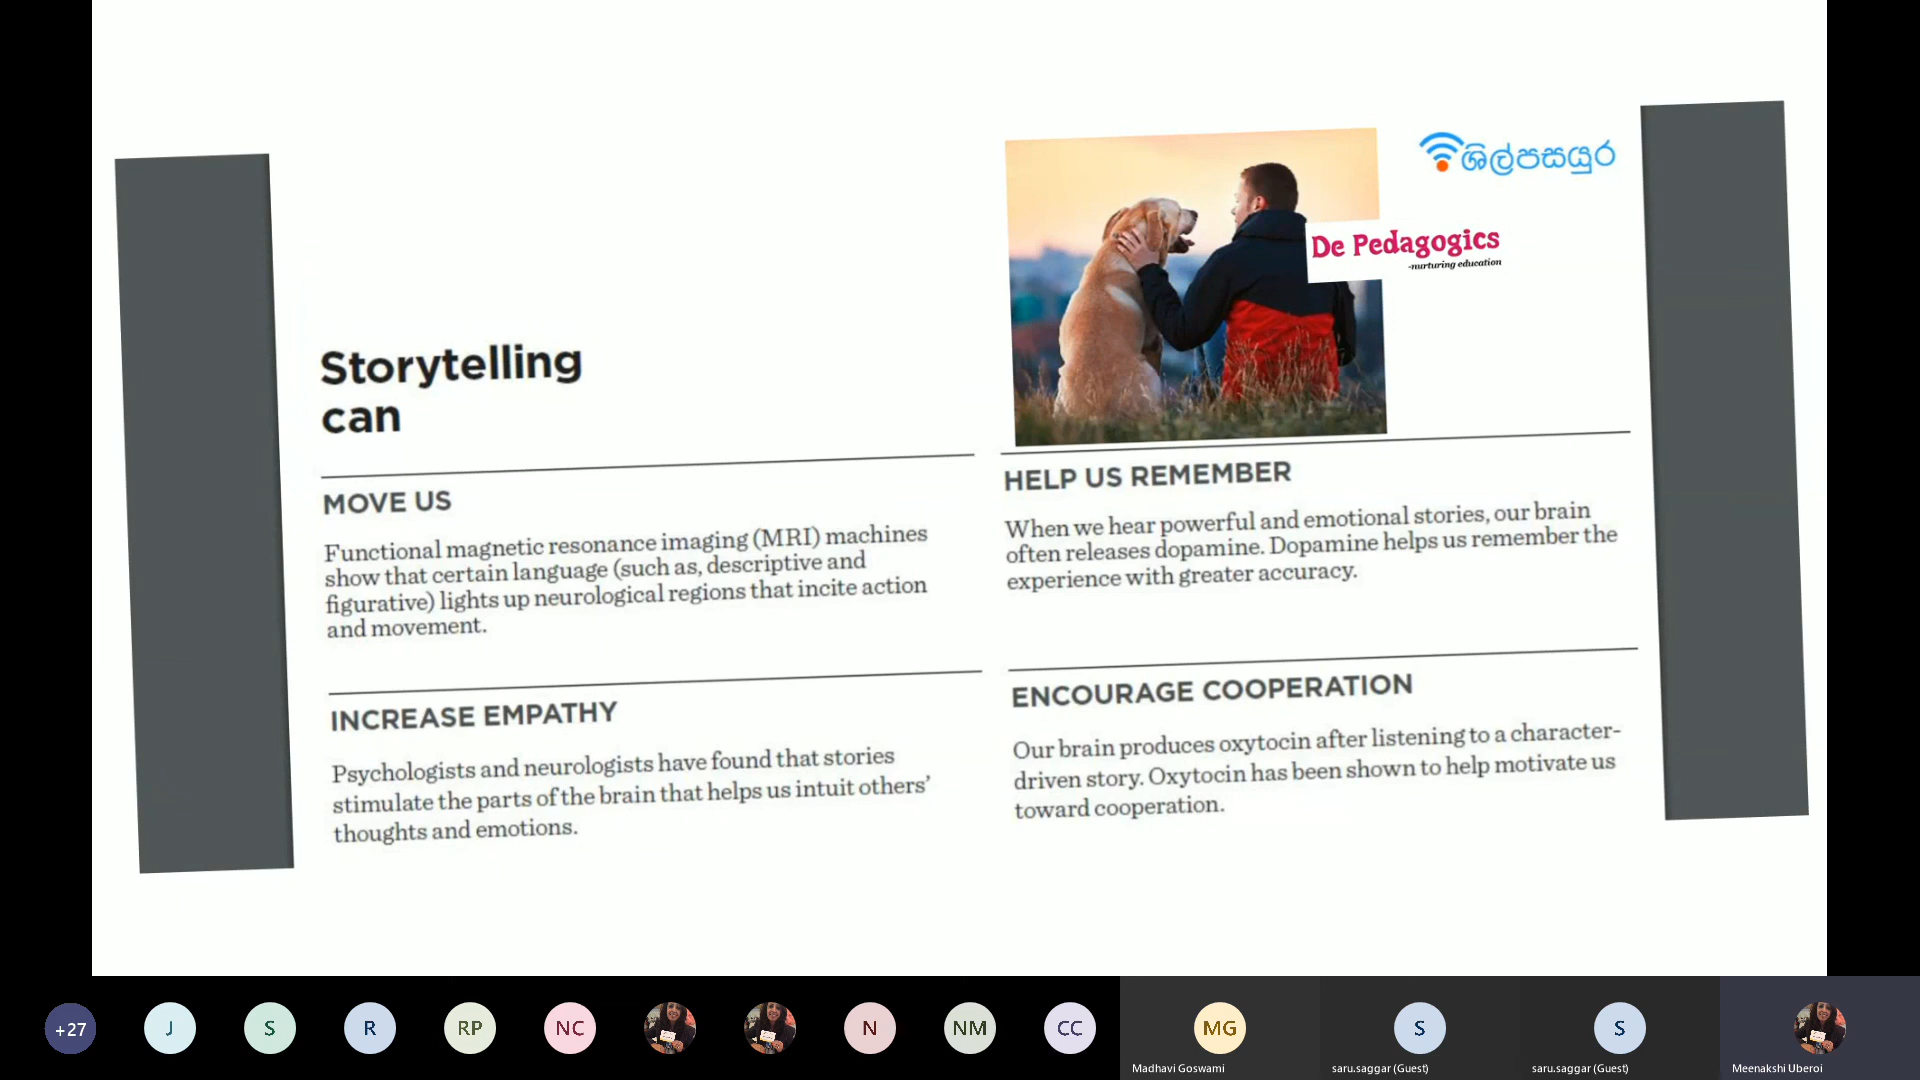 ශිල්පසයුර
De Pedagogics
-nurturing education
Storytelling
can
MOVE US
Functional magnetic resonance imaging (MRI) machines
show that certain language (such as, descriptive and
figurative) lights up neurological regions that incite action
and movement.
HELP US REMEMBER
When we hear powerful and emotional stories, our brain
often releases dopamine. Dopamine helps us remember the
experience with greater accuracy.
INCREASE EMPATHY
Psychologists and neurologists have found that stories
stimulate the parts of the brain that helps us intuit others’
thoughts and emotions.
ENCOURAGE COOPERATION
Our brain produces oxytocin after listening to a character-
driven story. Oxytocin has been shown to help motivate us
toward cooperation.
+27
J
S
R
RP
NC
N
NM
CC
MG
S
S
Madhavi Goswami
saru.saggar (Guest)
saru.saggar (Guest)
Meenakshi Uberoi